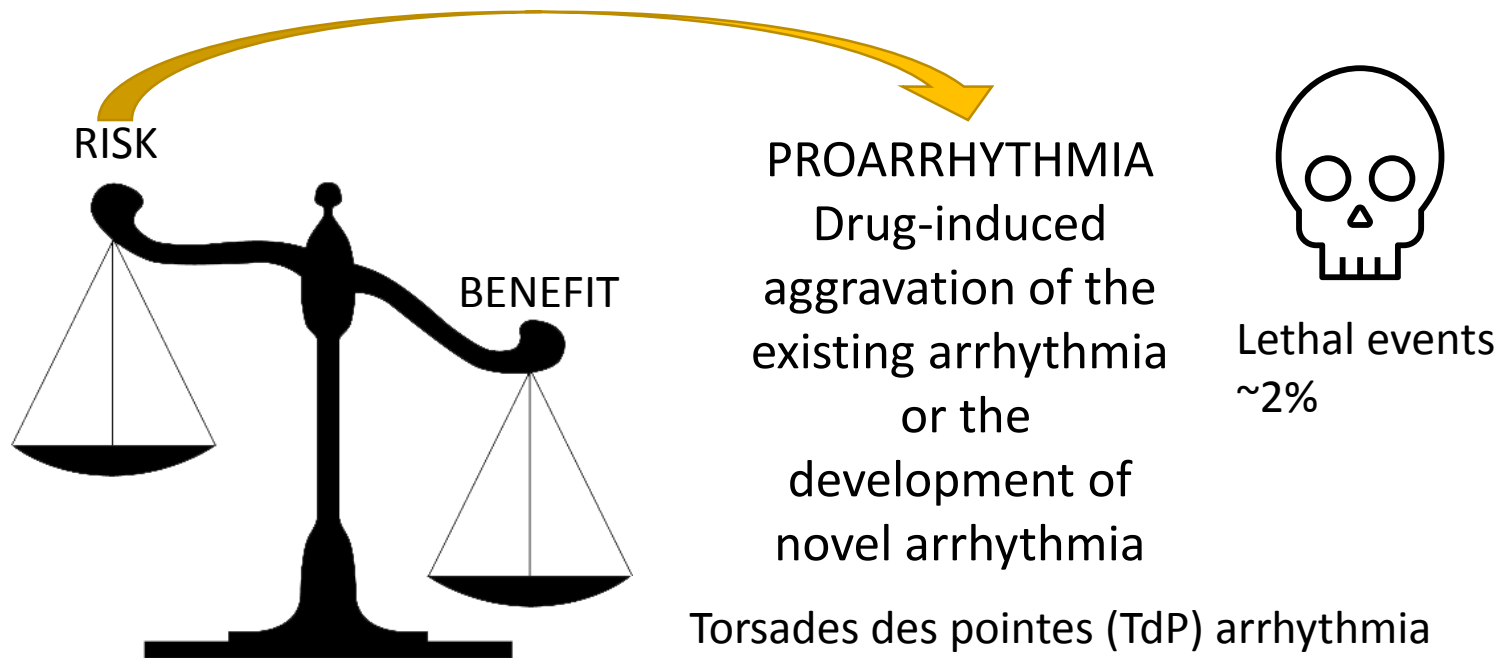 RISK
BENEFIT
PROARRHYTHMIA
Drug-induced
aggravation of the
existing arrhythmia
or the
development of
novel arrhythmia
Lethal events
~2%
Torsades des pointes (TdP) arrhythmia